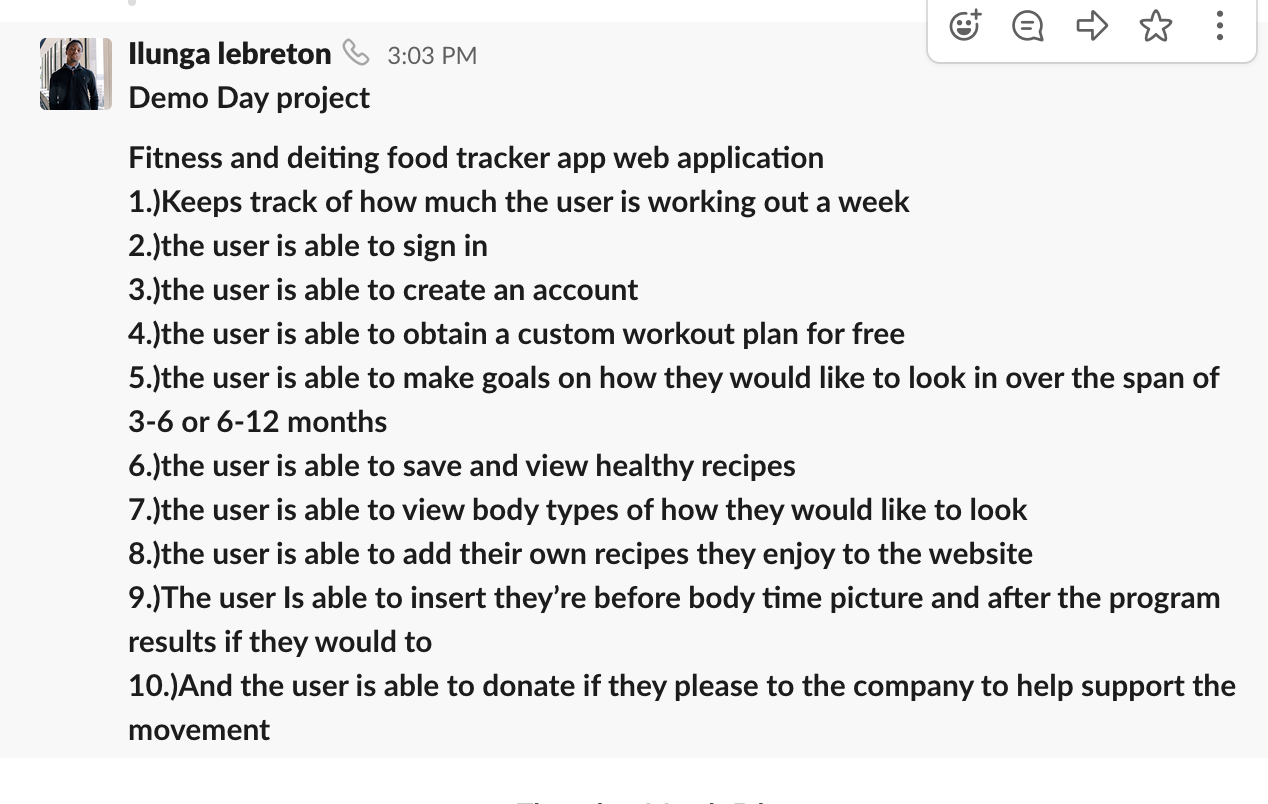 Ilunga lebreton 3:03 PM
Demo Day project
Fitness and deiting food tracker app web application
1.)Keeps track of how much the user is working out a week
2.)the user is able to sign in
3.)the user is able to create an account
4.)the user is able to obtain a custom workout plan for free
5.)the user is able to make goals on how they would like to look in over the span of
3-6 or 6-12 months
6.)the user is able to save and view healthy recipes
7.)the user is able to view body types of how they would like to look
8.)the user is able to add their own recipes they enjoy to the website
9.)The user Is able to insert they’re before body time picture and after the program
results if they would to
10.)And the user is able to donate if they please to the company to help support the
movement